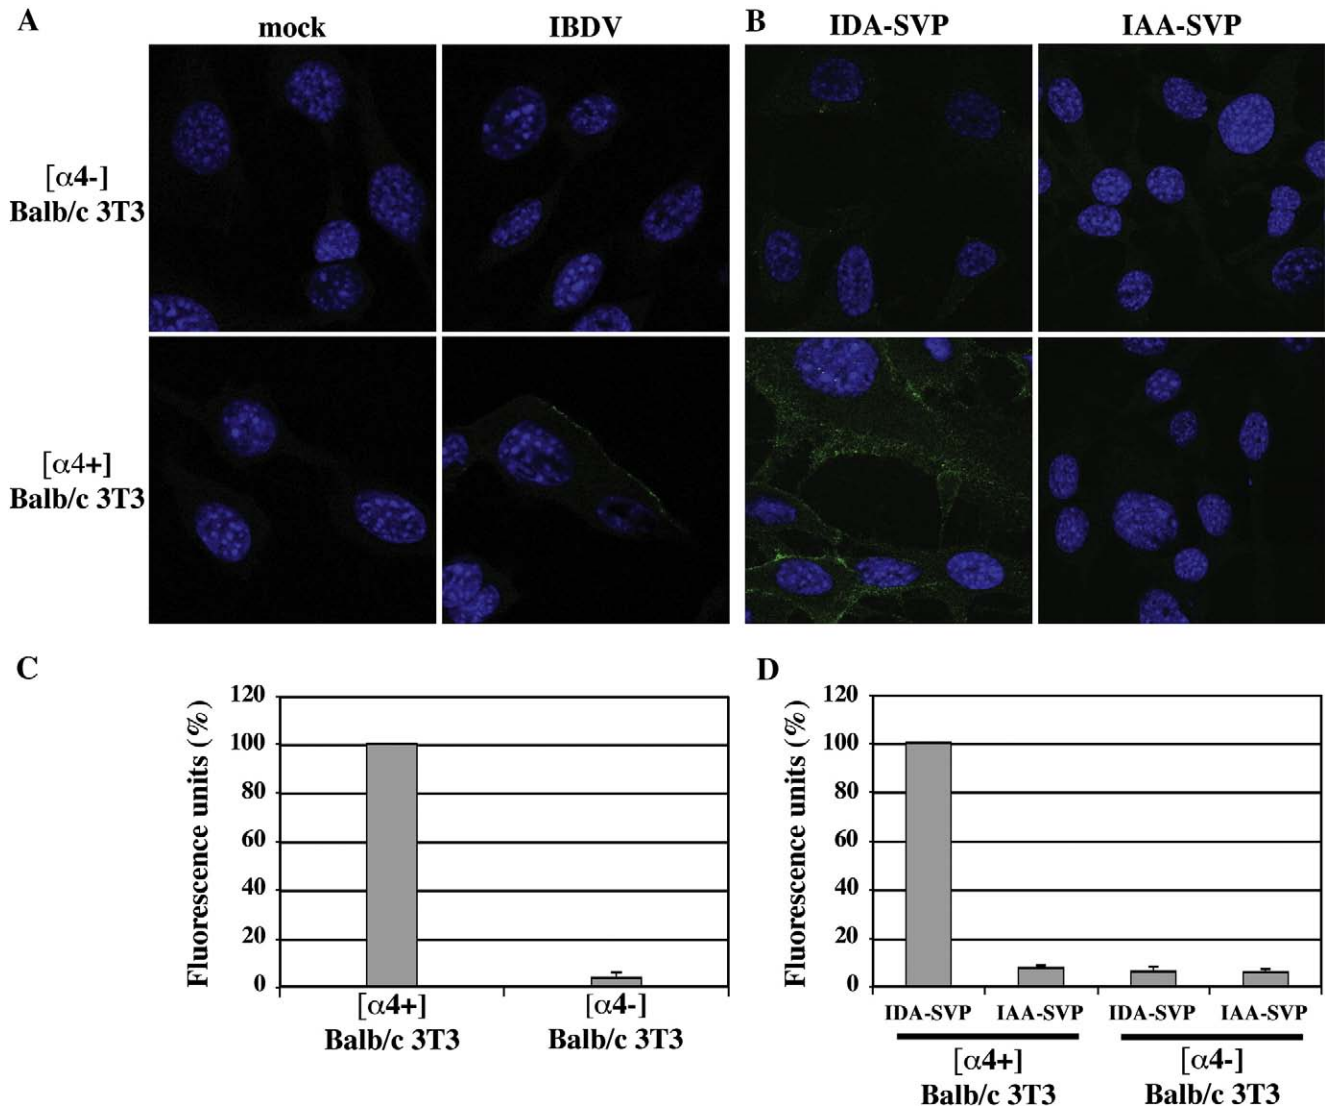 A
mock
IBDV
B
IDA-SVP
IAA-SVP
[α4-]
Balb/c 3T3
[α4+]
Balb/c 3T3
C
Fluorescence units (%)
120
100
80
60
40
20
0
[α4+]
Balb/c 3T3
[α4-]
Balb/c 3T3
D
Fluorescence units (%)
120
100
80
60
40
20
0
IDA-SVP
IAA-SVP
IDA-SVP
IAA-SVP
[α4+]
Balb/c 3T3
[α4-]
Balb/c 3T3